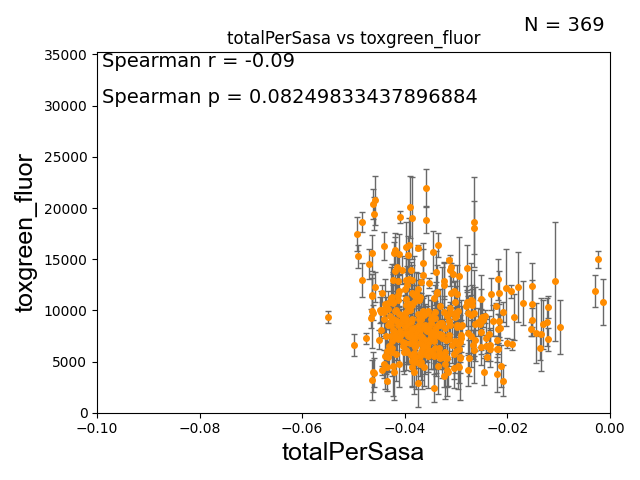 N = 369
totalPerSasa vs toxgreen_fluor
Spearman r = -0.09
Spearman p = 0.08249833437896884
toxgreen_fluor
35000
30000
25000
20000
15000
10000
5000
0
−0.10 −0.08 −0.06 −0.04 −0.02 0.00
totalPerSasa